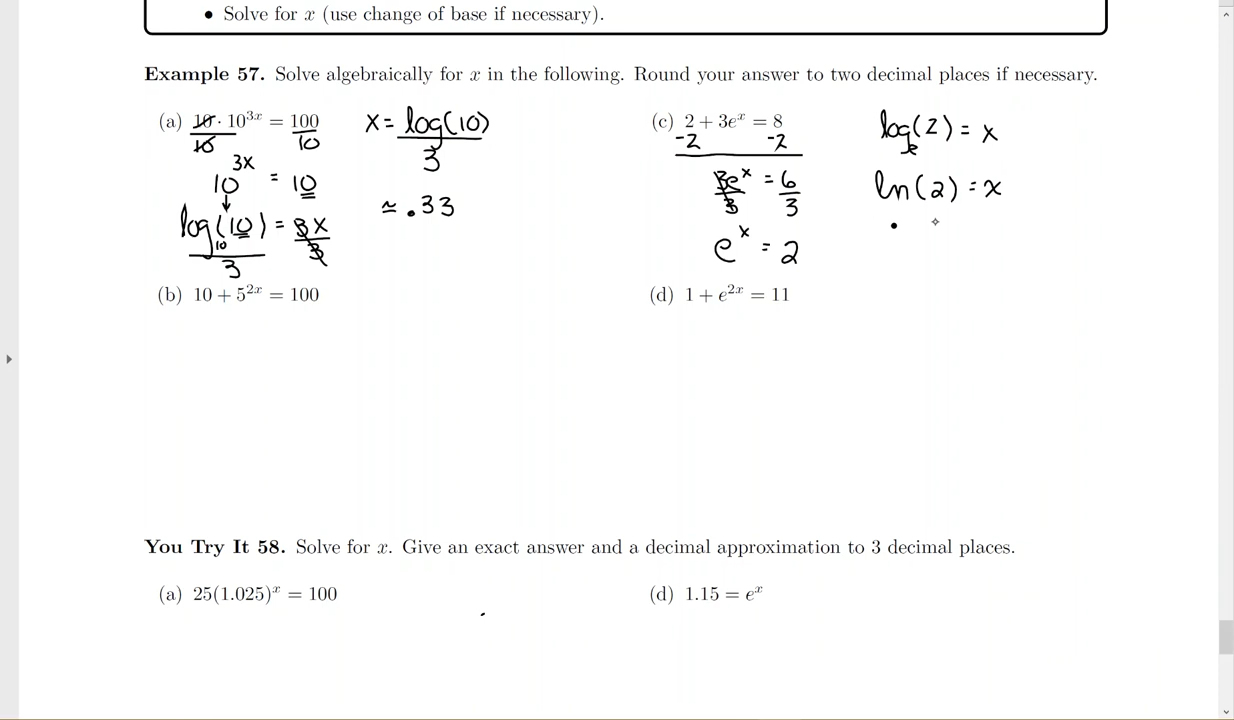 • Solve for x (use change of base if necessary).
Example 57. Solve algebraically for x in the following. Round your answer to two decimal places if necessary.
(a) 10 · 10^{3x} = 100
10 10
10^{3x} = 10
log_{10}(10) = 3x
3 3
x = log(10)
3
≈ .33
(b) 10 + 5^{2x} = 100
(c) 2 + 3e^x = 8
-2 -2
3e^x = 6
3 3
e^x = 2
log_e(2) = x
ln(2) = x
.
(d) 1 + e^{2x} = 11
You Try It 58. Solve for x. Give an exact answer and a decimal approximation to 3 decimal places.
(a) 25(1.025)^x = 100
(d) 1.15 = e^x